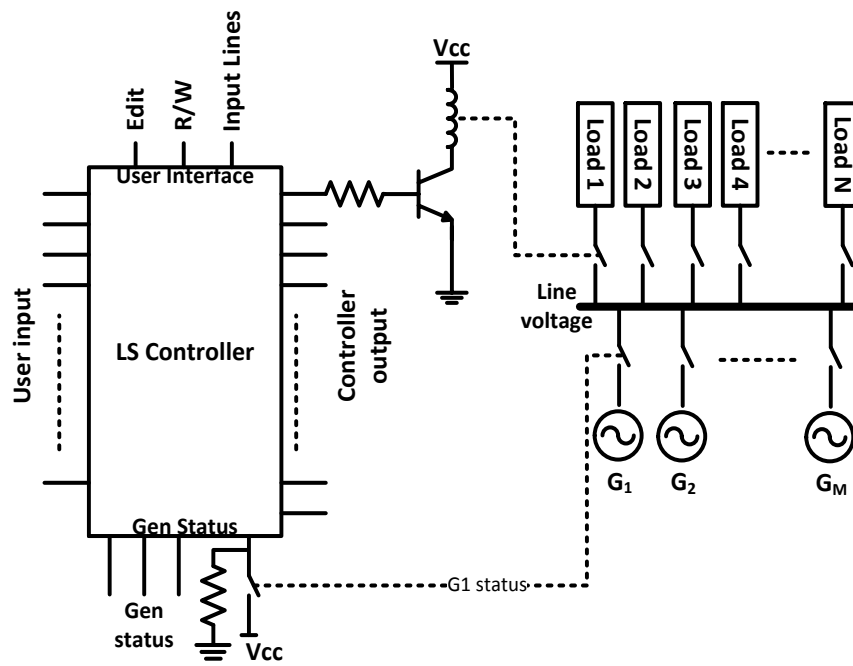 Edit
R/W
Input Lines
Vcc
User Interface
Load 1
Load 2
Load 3
Load 4
Load N
Line
voltage
User input
LS Controller
Controller
output
G1
G2
GM
Gen Status
Gen
status
G1 status
Vcc